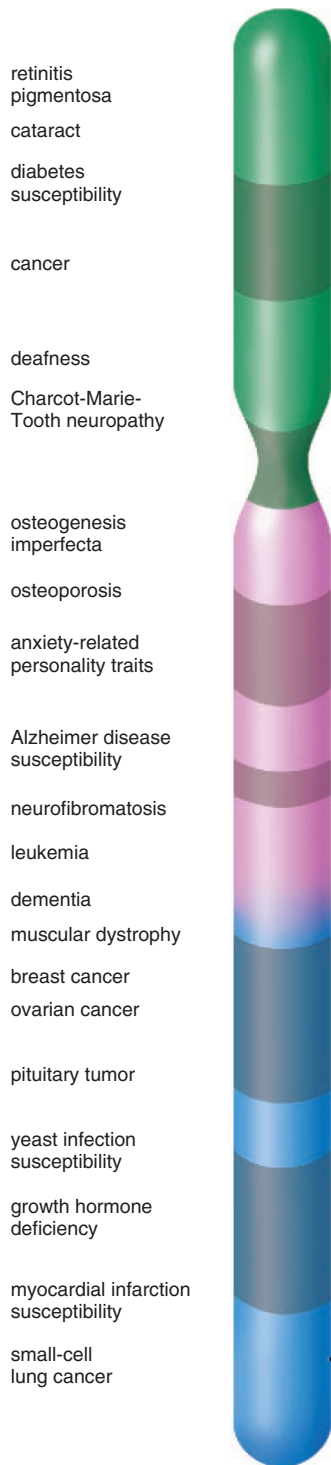 retinitis
pigmentosa
cataract
diabetes
susceptibility
cancer
deafness
Charcot-Marie-
Tooth neuropathy
osteogenesis
imperfecta
osteoporosis
anxiety-related
personality traits
Alzheimer disease
susceptibility
neurofibromatosis
leukemia
dementia
muscular dystrophy
breast cancer
ovarian cancer
pituitary tumor
yeast infection
susceptibility
growth hormone
deficiency
myocardial infarction
susceptibility
small-cell
lung cancer